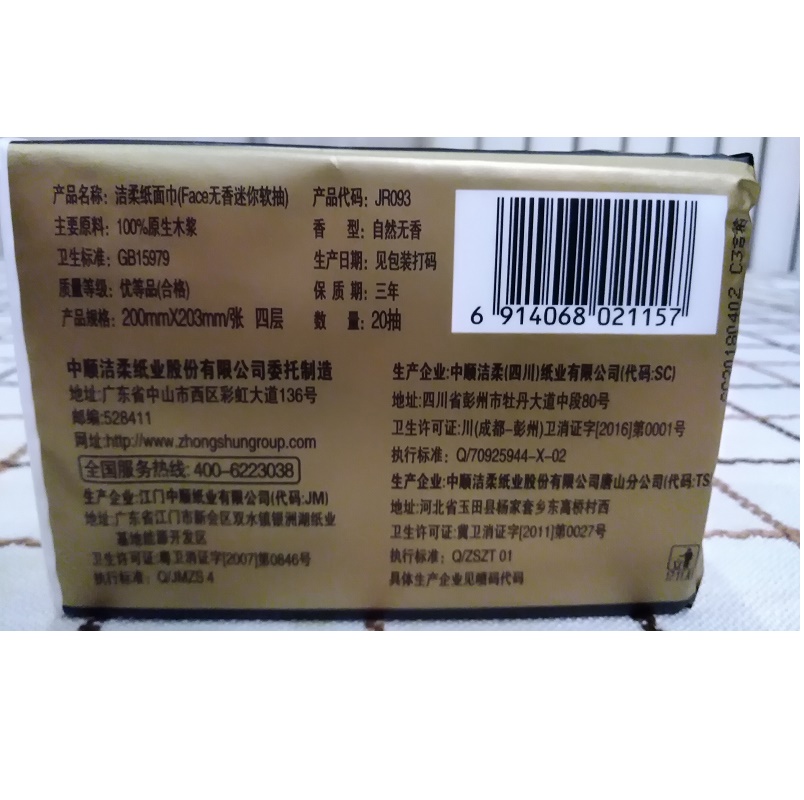 产品名称：洁柔纸面巾(Face无香迷你软抽)
主要原料：100%原生木浆
卫生标准：GB15979
质量等级：优等品(合格)
产品规格：200mmX203mm/张 四层
产品代码：JR093
香 型：自然无香
生产日期：见包装打码
保 质 期：三年
数 量：20抽
6 914068 021157
中顺洁柔纸业股份有限公司委托制造
地址:广东省中山市西区彩虹大道136号
邮编:528411
网址:http://www.zhongshungroup.com
全国服务热线: 400-6223038
生产企业:江门中顺纸业有限公司(代码:JM)
地址:广东省江门市新会区双水镇银洲湖纸业
基地能源开发区
卫生许可证:粤卫消证字[2007]第0846号
执行标准：Q/JMZS 4
生产企业:中顺洁柔(四川)纸业有限公司(代码:SC)
地址:四川省彭州市牡丹大道中段80号
卫生许可证:川(成都-彭州)卫消证字[2016]第0001号
执行标准：Q/70925944-X-02
生产企业:中顺洁柔纸业股份有限公司唐山分公司(代码:TS
地址:河北省玉田县杨家套乡东高桥村西
卫生许可证:冀卫消证字[2011]第0027号
执行标准：Q/ZSZT 01
具体生产企业见喷码代码